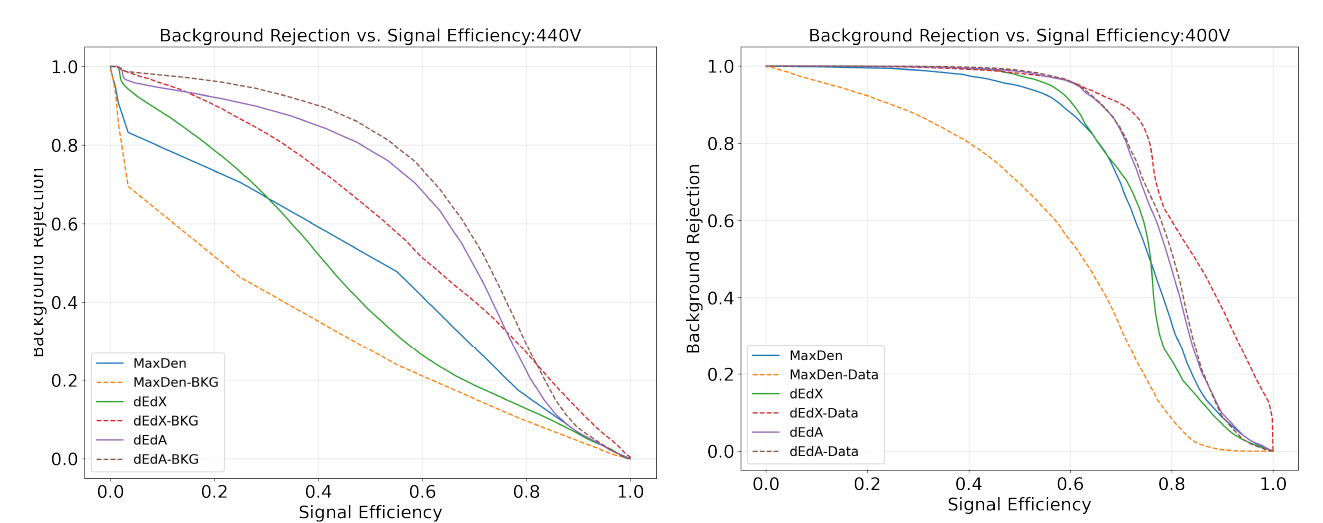 Background Rejection vs. Signal Efficiency:440V
Background Rejection
1.0
0.8
0.6
0.4
0.2
0.0
MaxDen
MaxDen-BKG
dEdX
dEdX-BKG
dEdA
dEdA-BKG
0.0 0.2 0.4 0.6 0.8 1.0
Signal Efficiency
Background Rejection vs. Signal Efficiency:400V
Background Rejection
1.0
0.8
0.6
0.4
0.2
0.0
MaxDen
MaxDen-Data
dEdX
dEdX-Data
dEdA
dEdA-Data
0.0 0.2 0.4 0.6 0.8 1.0
Signal Efficiency